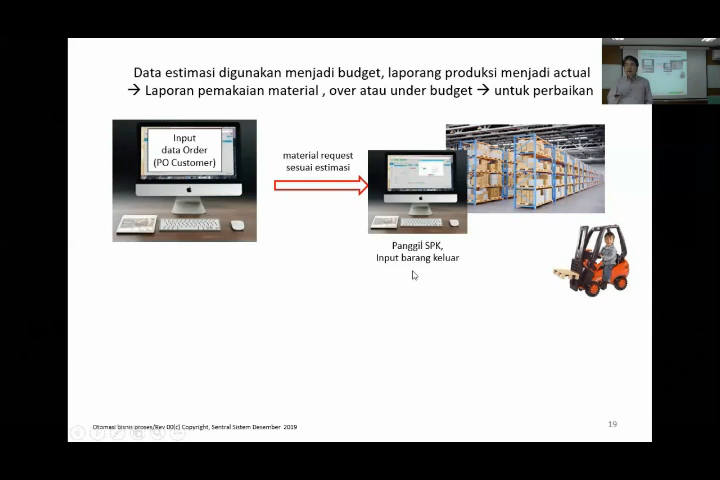 Data estimasi digunakan menjadi budget, laporang produksi menjadi actual
→ Laporan pemakaian material , over atau under budget → untuk perbaikan
Input
data Order
(PO Customer)
material request
sesuai estimasi
Panggil SPK,
Input barang keluar
Otomasi bisnis proses/Rev 00(c) Copyright, Sentral Sistem Desember 2019
19